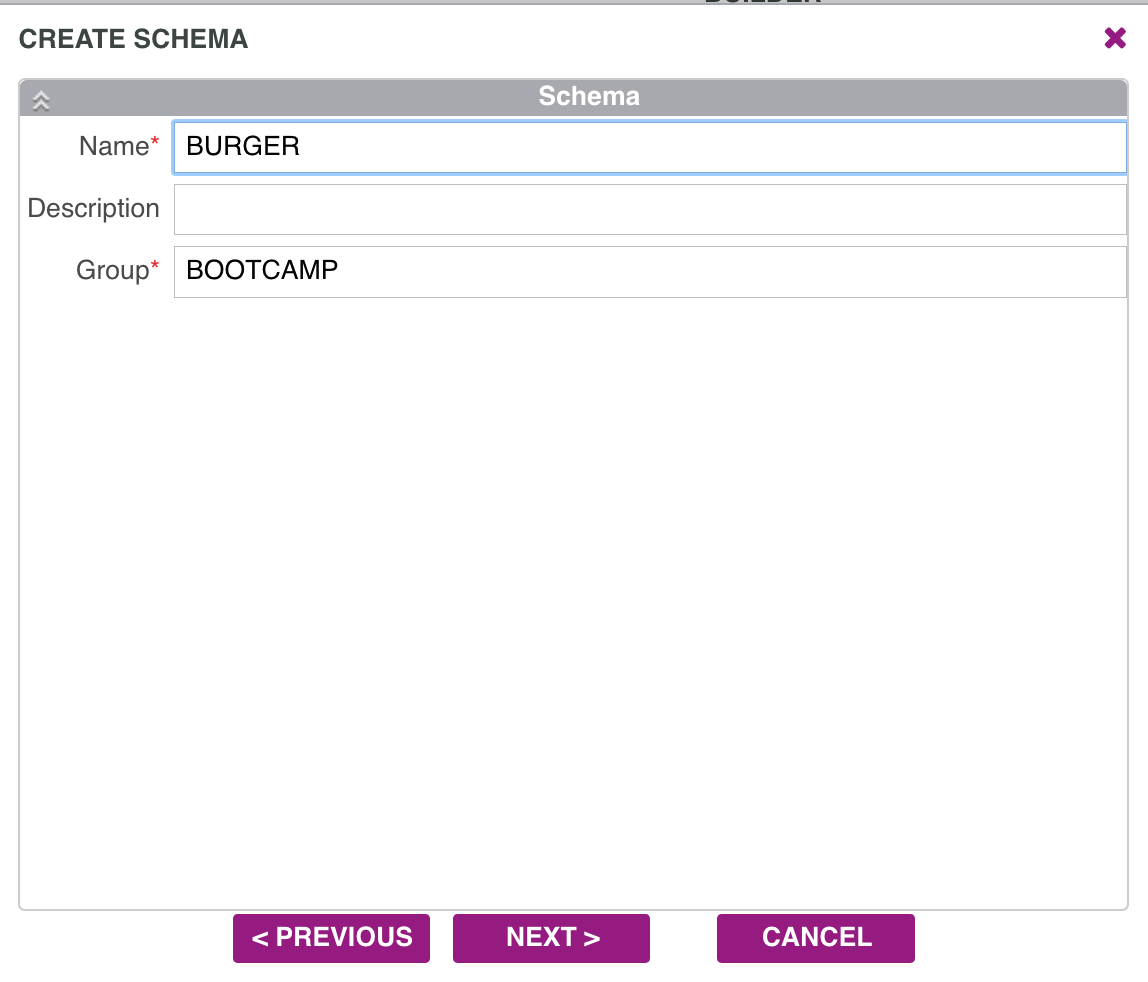 CREATE SCHEMA
Schema
Name* BURGER
Description
Group* BOOTCAMP
< PREVIOUS NEXT > CANCEL